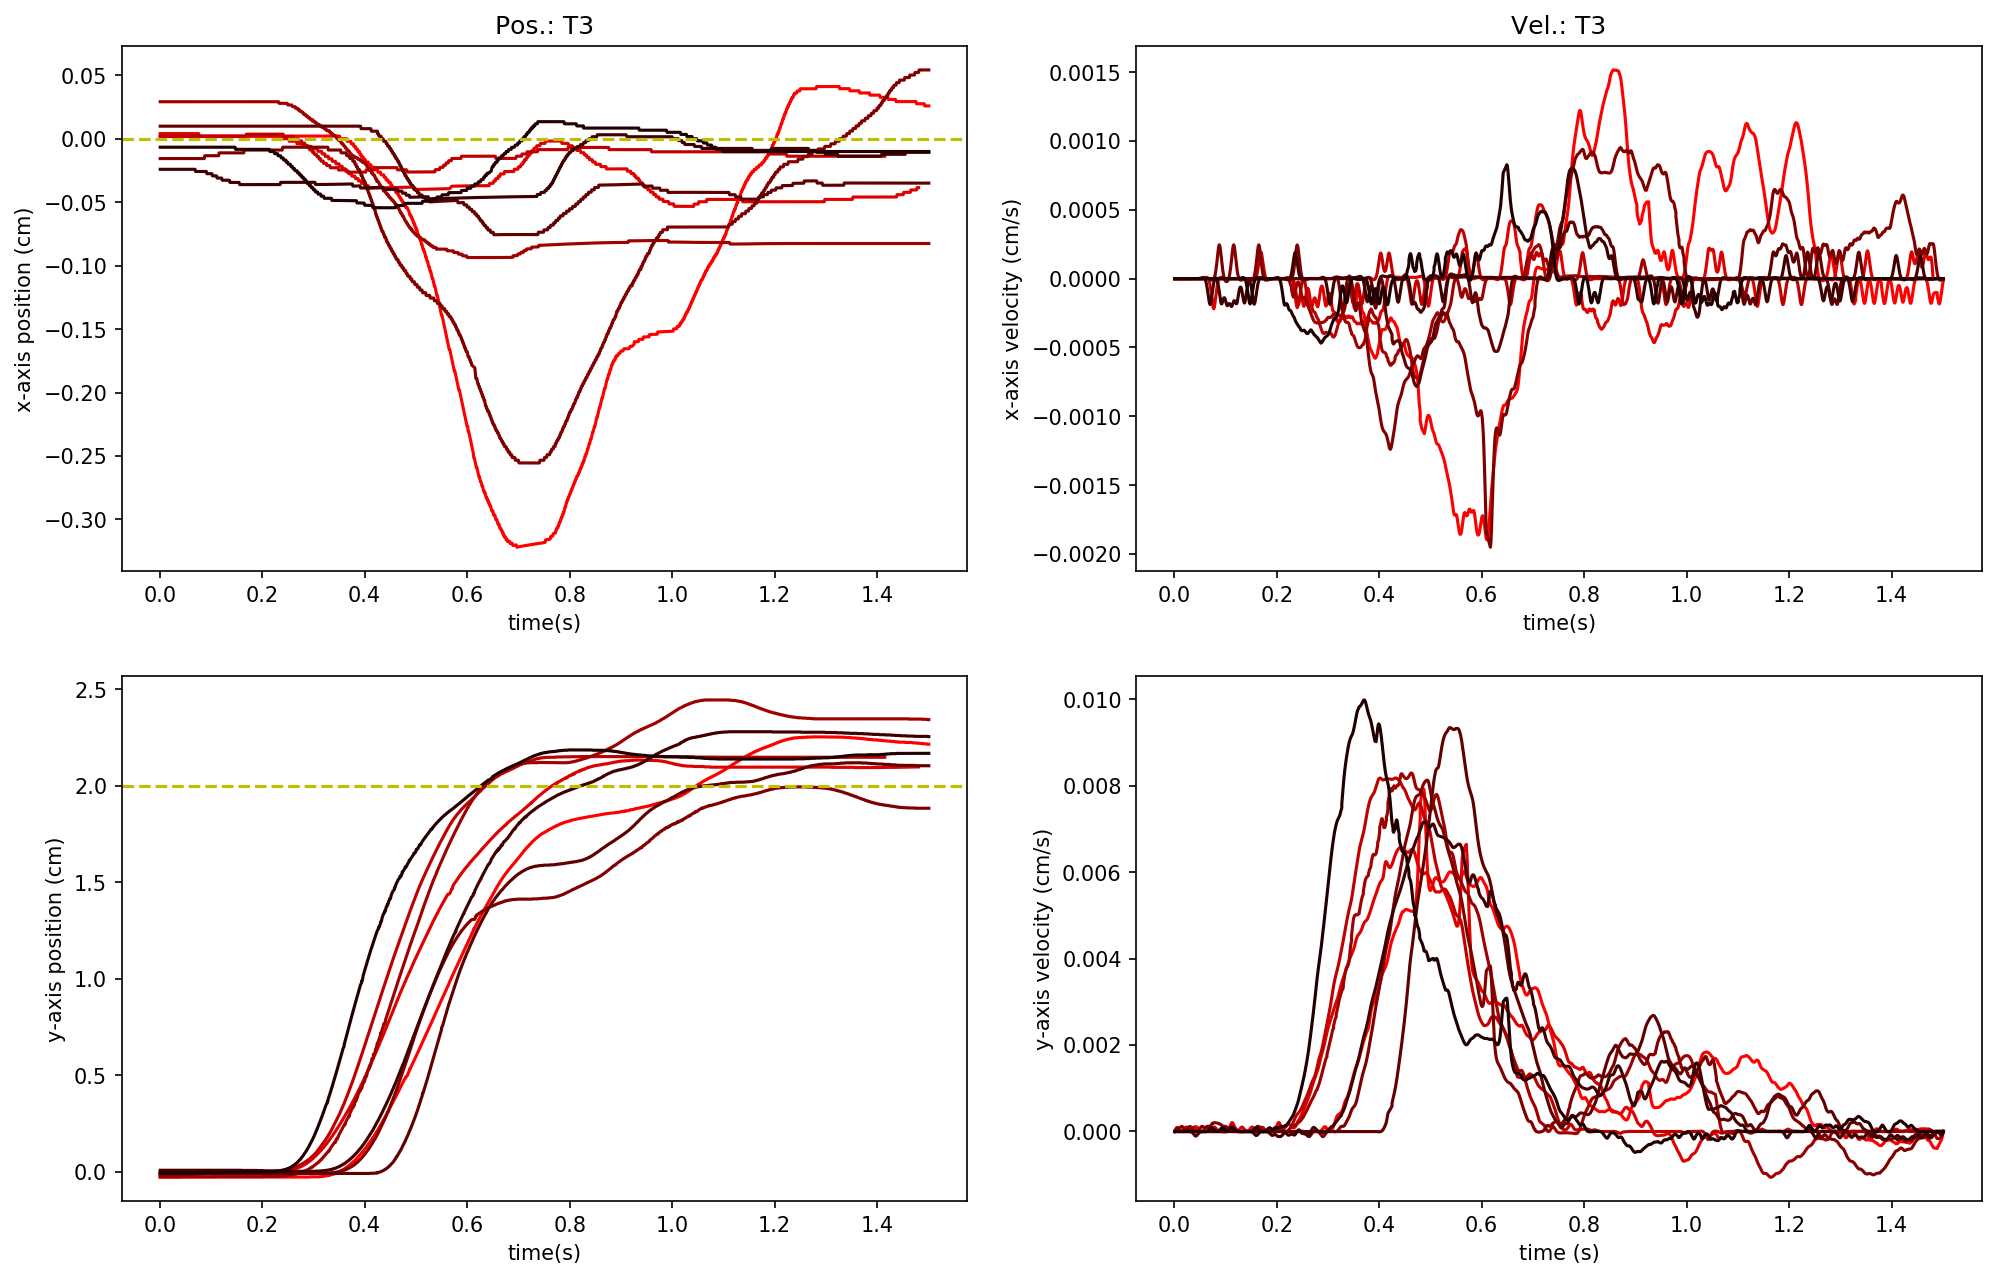 Pos.: T3
0.05
0.00
−0.05
−0.10
−0.15
−0.20
−0.25
−0.30
x-axis position (cm)
0.0 0.2 0.4 0.6 0.8 1.0 1.2 1.4
time(s)
Vel.: T3
0.0015
0.0010
0.0005
0.0000
−0.0005
−0.0010
−0.0015
−0.0020
x-axis velocity (cm/s)
0.0 0.2 0.4 0.6 0.8 1.0 1.2 1.4
time(s)
2.5
2.0
1.5
1.0
0.5
0.0
y-axis position (cm)
0.0 0.2 0.4 0.6 0.8 1.0 1.2 1.4
time(s)
0.010
0.008
0.006
0.004
0.002
0.000
y-axis velocity (cm/s)
0.0 0.2 0.4 0.6 0.8 1.0 1.2 1.4
time (s)